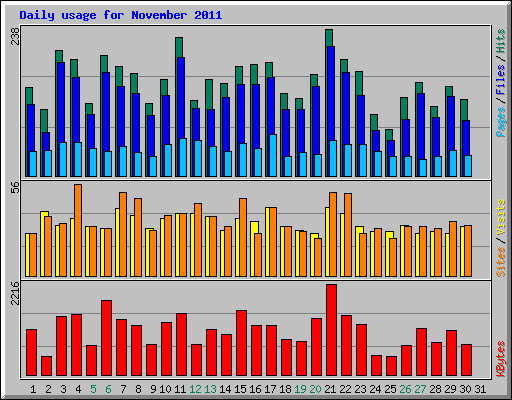 Daily usage for November 2011
238
Pages / Files / Hits
56
Sites / Visits
2216
KBytes
1 2 3 4 5 6 7 8 9 10 11 12 13 14 15 16 17 18 19 20 21 22 23 24 25 26 27 28 29 30 31